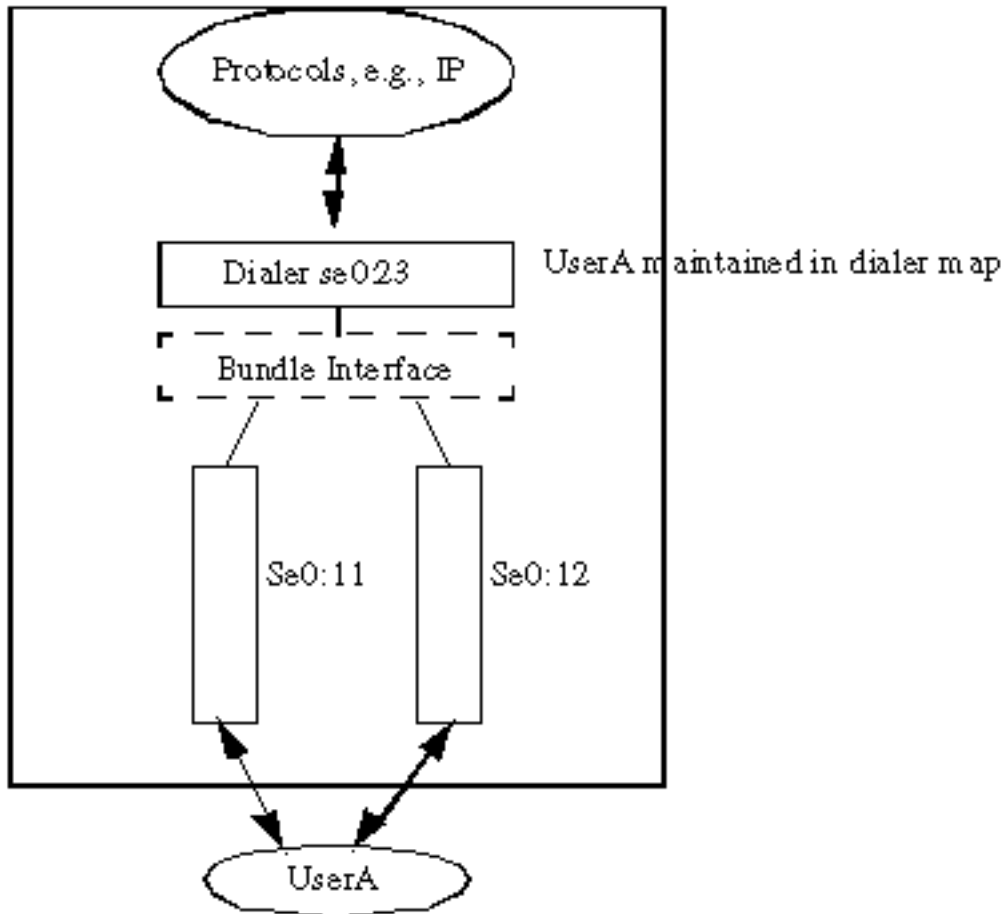 Protocols, e.g., IP
Dialer se023
UserA maintained in dialer map
Bundle Interface
Se0:11
Se0:12
UserA